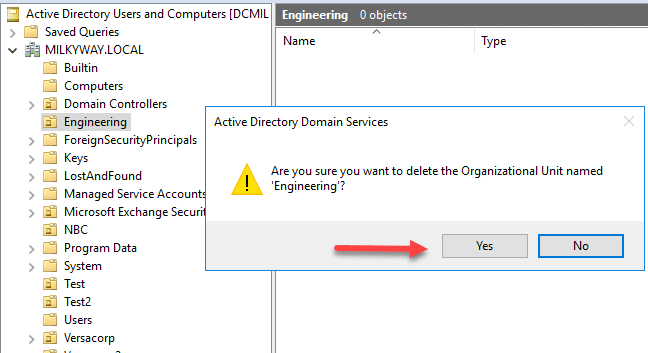 Active Directory Users and Computers [DCMIL
Saved Queries
MILKYWAY.LOCAL
Builtin
Computers
Domain Controllers
Engineering
ForeignSecurityPrincipals
Keys
LostAndFound
Managed Service Accounts
Microsoft Exchange Securi
NBC
Program Data
System
Test
Test2
Users
Versacorp
Engineering 0 objects
Name Type
Active Directory Domain Services
Are you sure you want to delete the Organizational Unit named
'Engineering'?
Yes No